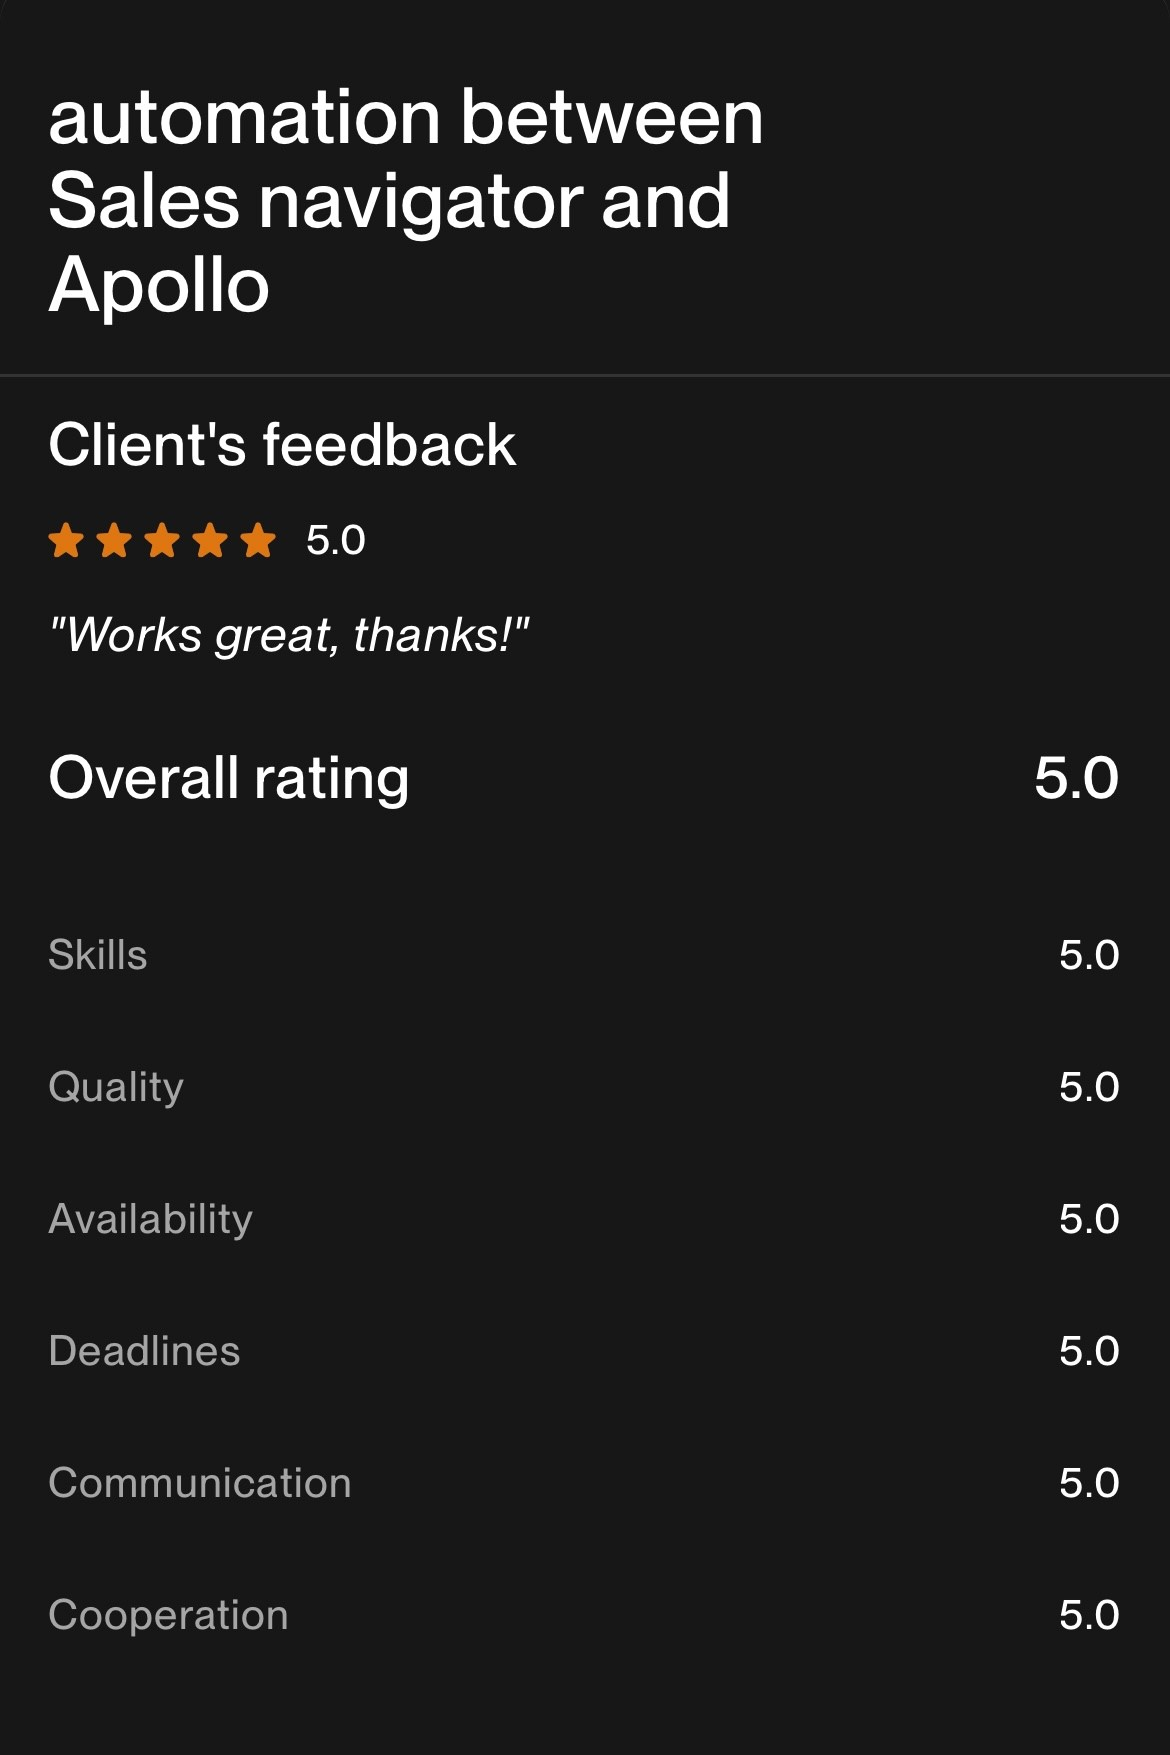 automation between
Sales navigator and
Apollo
Client's feedback
5.0
"Works great, thanks!"
Overall rating 5.0
Skills 5.0
Quality 5.0
Availability 5.0
Deadlines 5.0
Communication 5.0
Cooperation 5.0